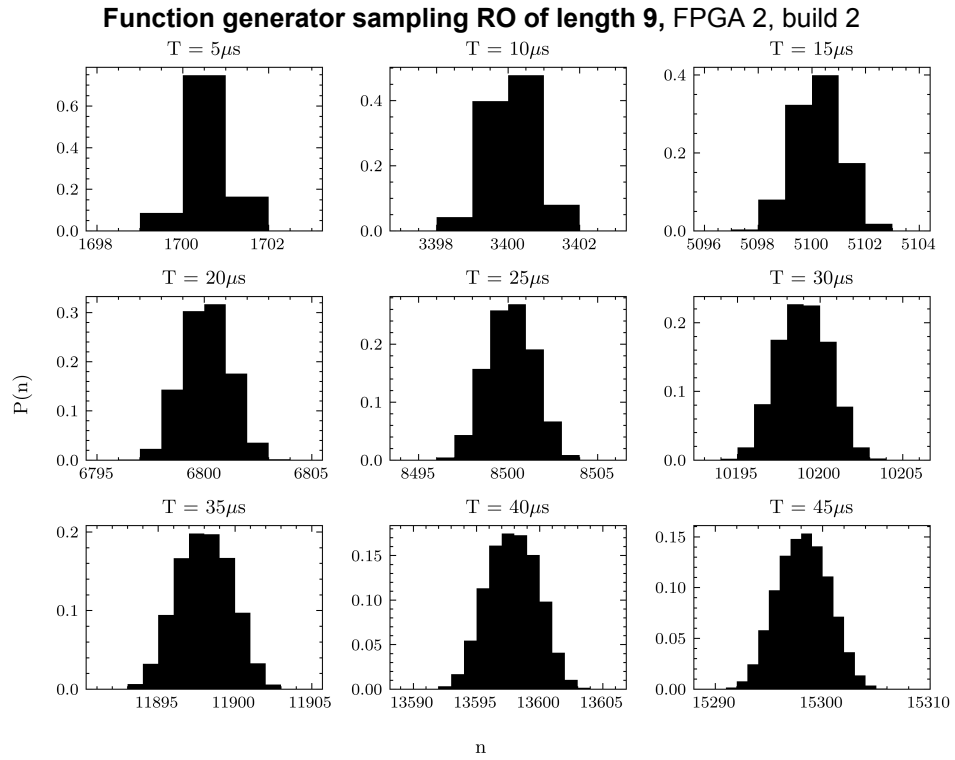 Function generator sampling RO of length 9, FPGA 2, build 2
T = 5μs
T = 10μs
T = 15μs
0.6
0.4
0.2
0.0
1698 1700 1702
0.4
0.2
0.0
3398 3400 3402
0.4
0.2
0.0
5096 5098 5100 5102 5104
T = 20μs
T = 25μs
T = 30μs
0.3
0.2
0.1
0.0
6795 6800 6805
0.2
0.1
0.0
8495 8500 8505
0.2
0.1
0.0
10195 10200 10205
P(n)
T = 35μs
T = 40μs
T = 45μs
0.2
0.1
0.0
11895 11900 11905
0.15
0.10
0.05
0.00
13590 13595 13600 13605
0.15
0.10
0.05
0.00
15290 15300 15310
n